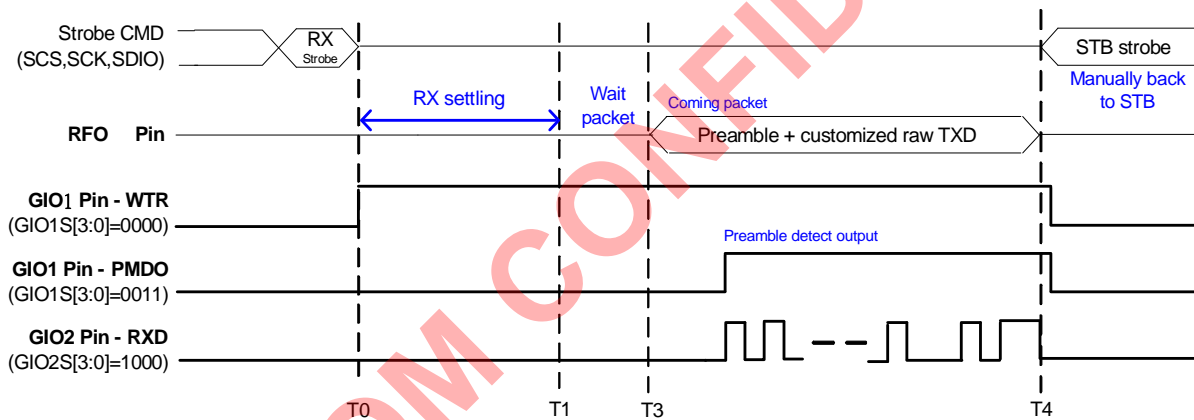 Strobe CMD
(SCS,SCK,SDIO)
RX
Strobe
STB strobe
Manually back
to STB
RX settling
Wait
packet
Coming packet
RFO Pin
Preamble + customized raw TXD
GIO1 Pin - WTR
(GIO1S[3:0]=0000)
Preamble detect output
GIO1 Pin - PMDO
(GIO1S[3:0]=0011)
GIO2 Pin - RXD
(GIO2S[3:0]=1000)
T0
T1
T3
T4
OM CONFID